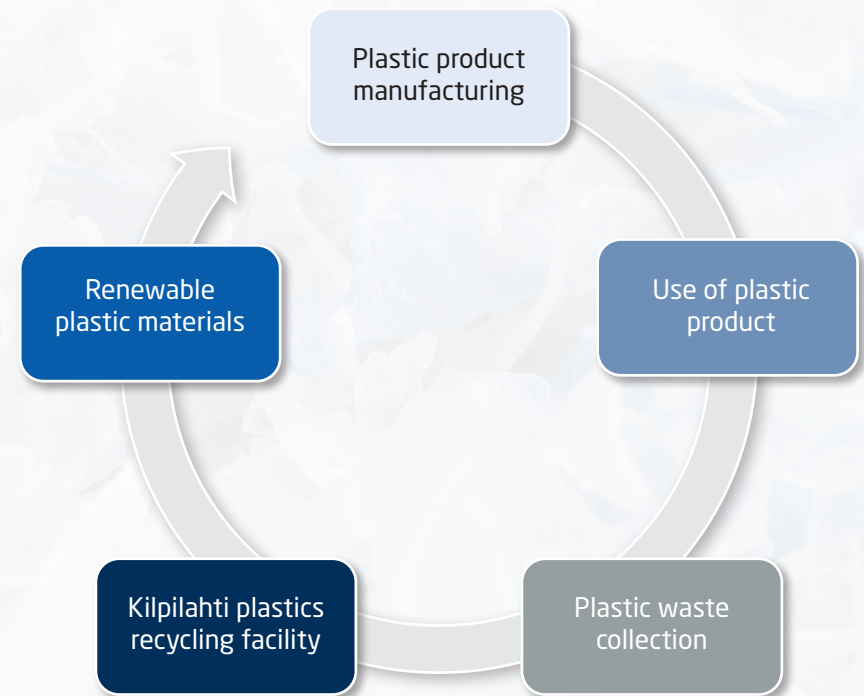 Plastic product
manufacturing
Use of plastic
product
Plastic waste
collection
Kilpilahti plastics
recycling facility
Renewable
plastic materials